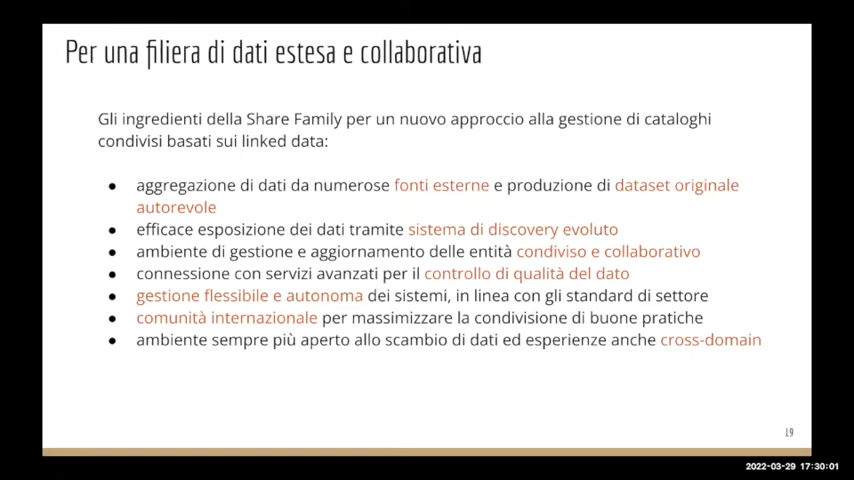 Per una filiera di dati estesa e collaborativa
Gli ingredienti della Share Family per un nuovo approccio alla gestione di cataloghi
condivisi basati sui linked data:
● aggregazione di dati da numerose fonti esterne e produzione di dataset originale
autorevole
● efficace esposizione dei dati tramite sistema di discovery evoluto
● ambiente di gestione e aggiornamento delle entità condiviso e collaborativo
● connessione con servizi avanzati per il controllo di qualità del dato
● gestione flessibile e autonoma dei sistemi, in linea con gli standard di settore
● comunità internazionale per massimizzare la condivisione di buone pratiche
● ambiente sempre più aperto allo scambio di dati ed esperienze anche cross-domain
19
2022-03-29 17:30:01